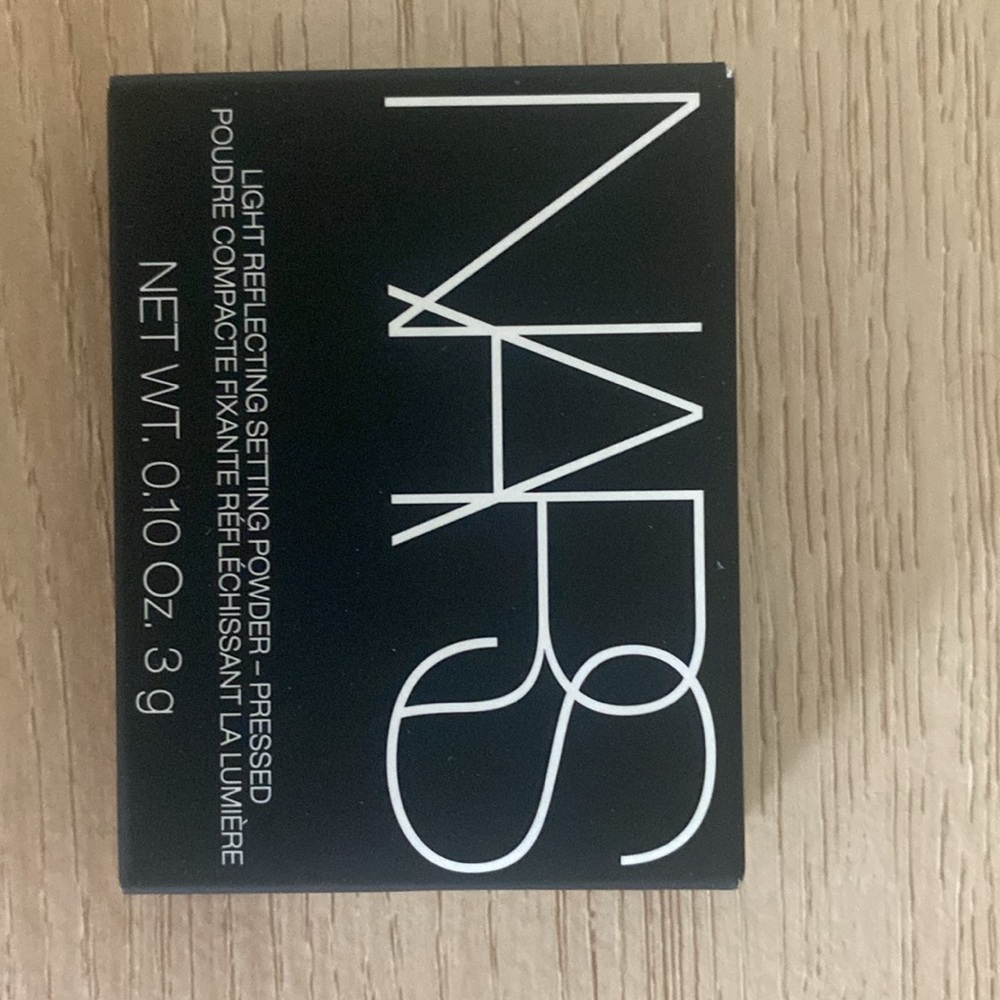 NARS
LIGHT REFLECTING SETTING POWDER – PRESSED
POUDRE COMPACTE FIXANTE RÉFLÉCHISSANT LA LUMIÈRE
NET WT. 0.10 Oz. 3 g